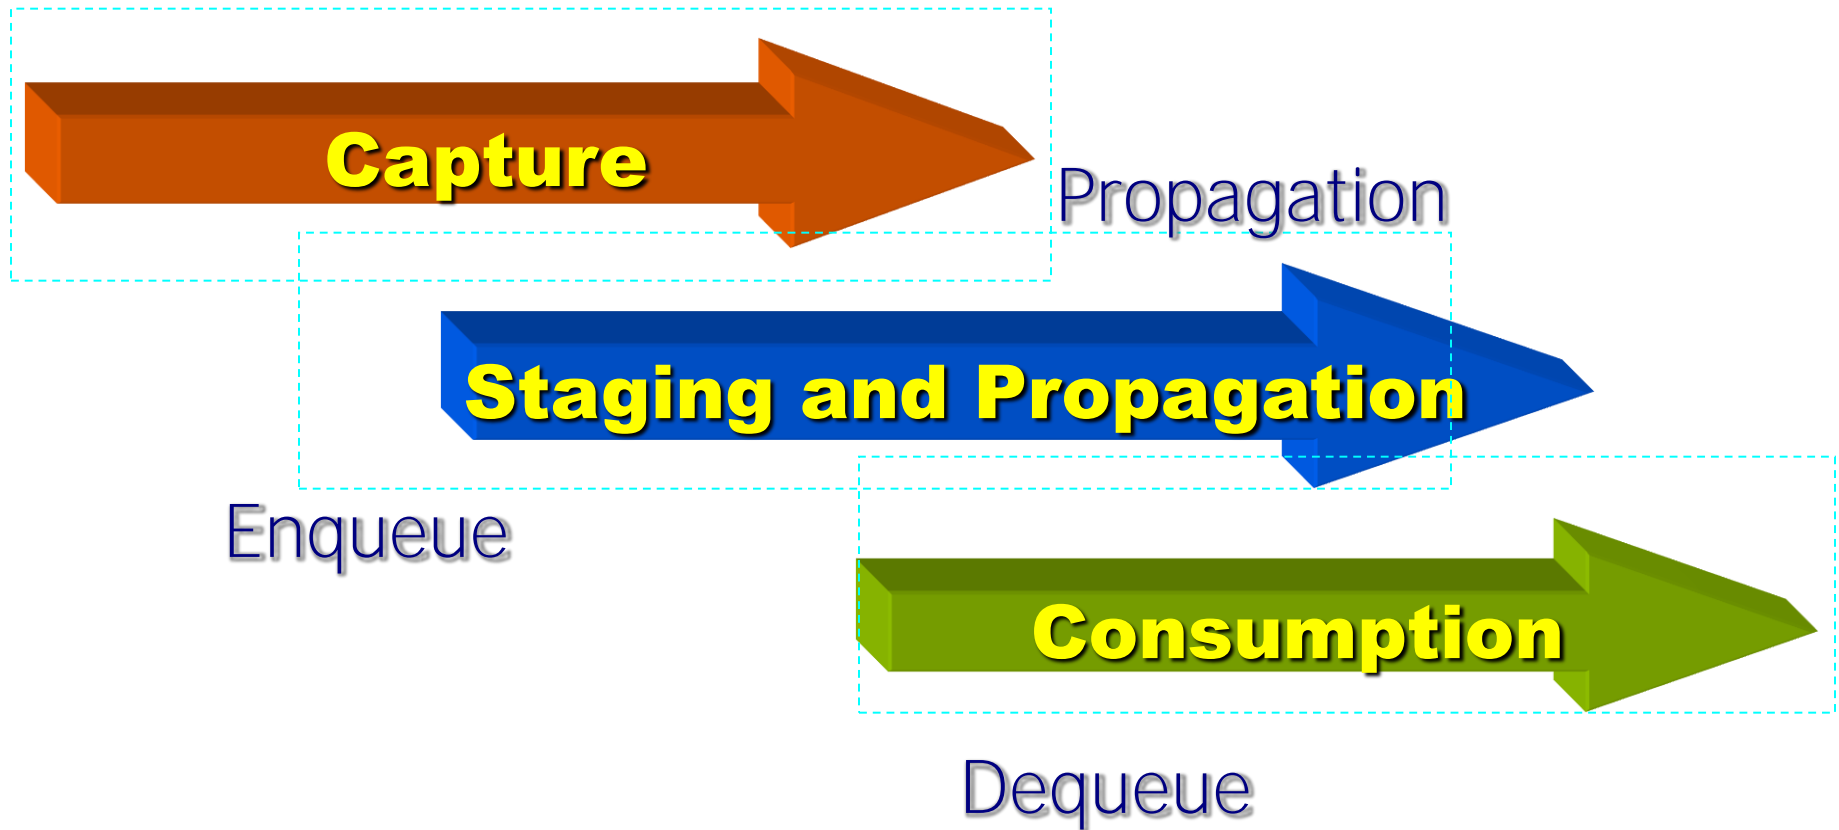 Capture
Propagation
Staging and Propagation
Enqueue
Consumption
Dequeue